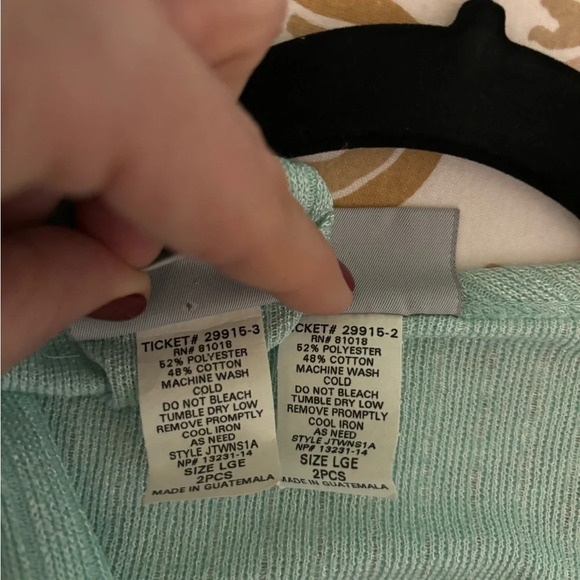 TICKET# 29915-3
RN# 81018
52% POLYESTER
48% COTTON
MACHINE WASH
COLD
DO NOT BLEACH
TUMBLE DRY LOW
REMOVE PROMPTLY
COOL IRON
AS NEED
STYLE JTWNS1A
NP# 13231-14
SIZE LGE
2PCS
MADE IN GUATEMALA
CKET# 29915-2
RN# 81018
52% POLYESTER
48% COTTON
MACHINE WASH
COLD
DO NOT BLEACH
TUMBLE DRY LOW
REMOVE PROMPTLY
COOL IRON
AS NEED
STYLE JTWNS1A
NP# 13231-14
SIZE LGE
2PCS
MADE IN GUATEMALA